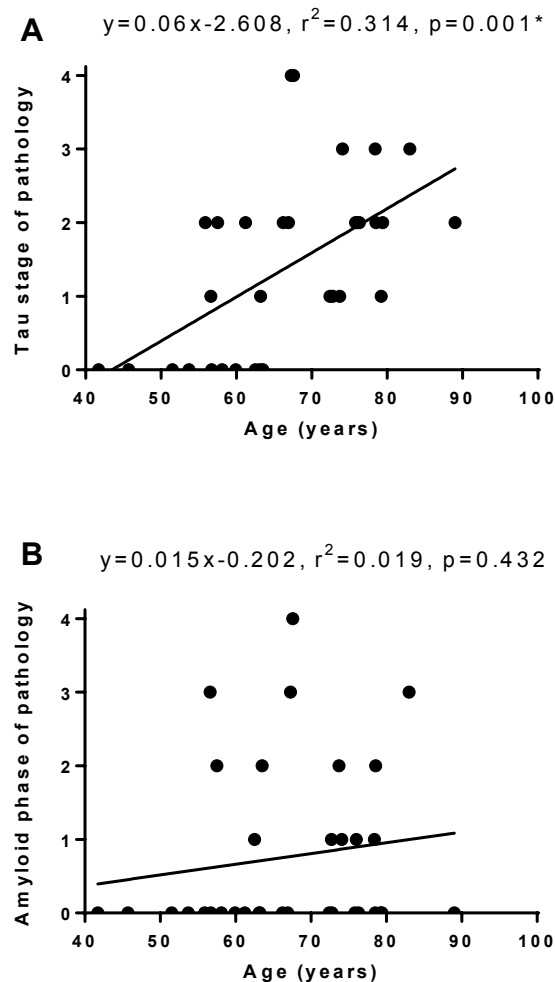 A
y=0.06x-2.608, r²=0.314, p=0.001*
Tau stage of pathology
4
3
2
1
0
40 50 60 70 80 90 100
Age (years)
B
y=0.015x-0.202, r²=0.019, p=0.432
Amyloid phase of pathology
4
3
2
1
0
40 50 60 70 80 90 100
Age (years)